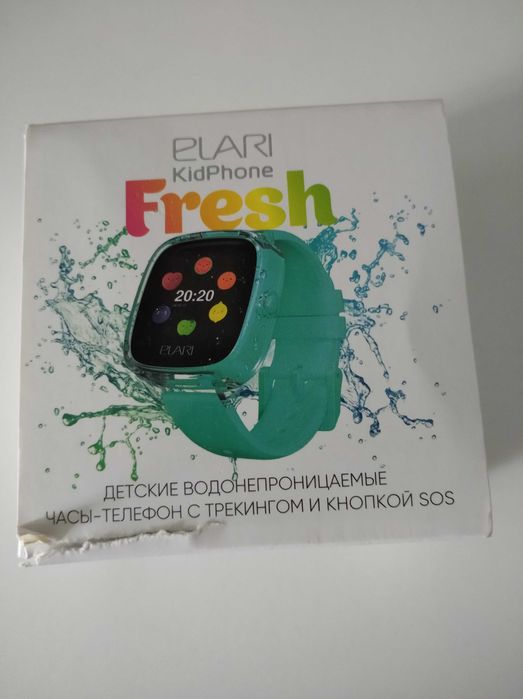 ELARI
KidPhone
Fresh
20:20
ELARI
ДЕТСКИЕ ВОДОНЕПРОНИЦАЕМЫЕ
ЧАСЫ-ТЕЛЕФОН С ТРЕКИНГОМ И КНОПКОЙ SOS